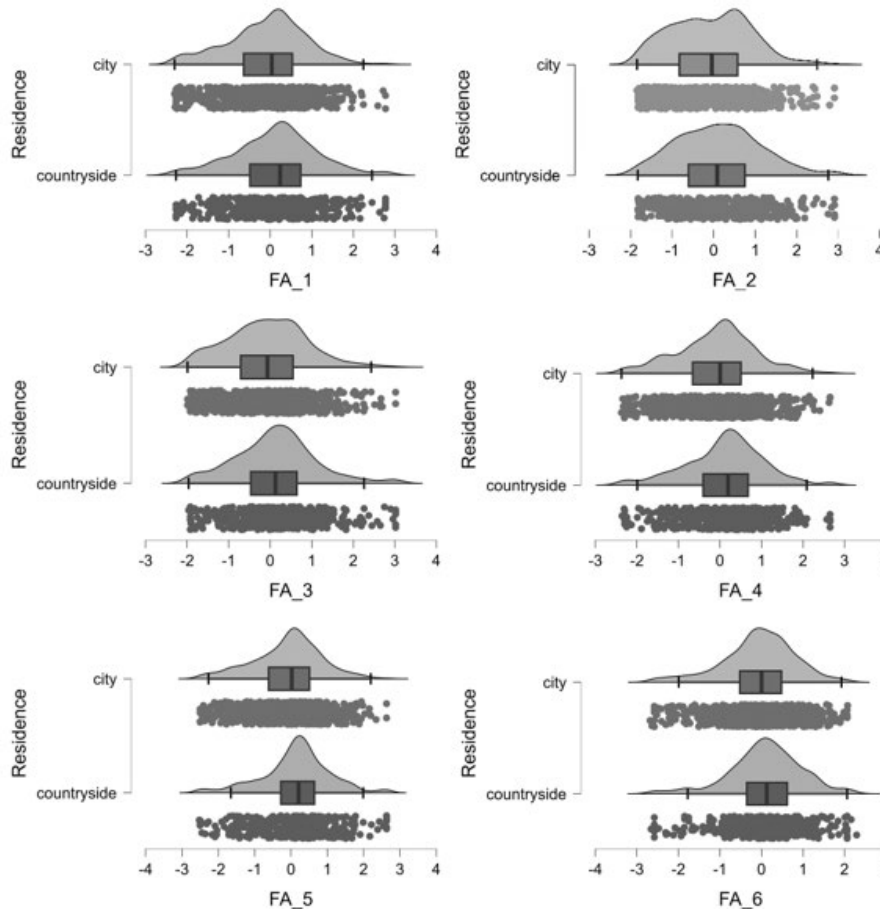 Residence
city
countryside
-3 -2 -1 0 1 2 3 4
FA_1
Residence
city
countryside
-3 -2 -1 0 1 2 3 4
FA_2
Residence
city
countryside
-3 -2 -1 0 1 2 3 4
FA_3
Residence
city
countryside
-3 -2 -1 0 1 2 3
FA_4
Residence
city
countryside
-4 -3 -2 -1 0 1 2 3 4
FA_5
Residence
city
countryside
-4 -3 -2 -1 0 1 2 3
FA_6